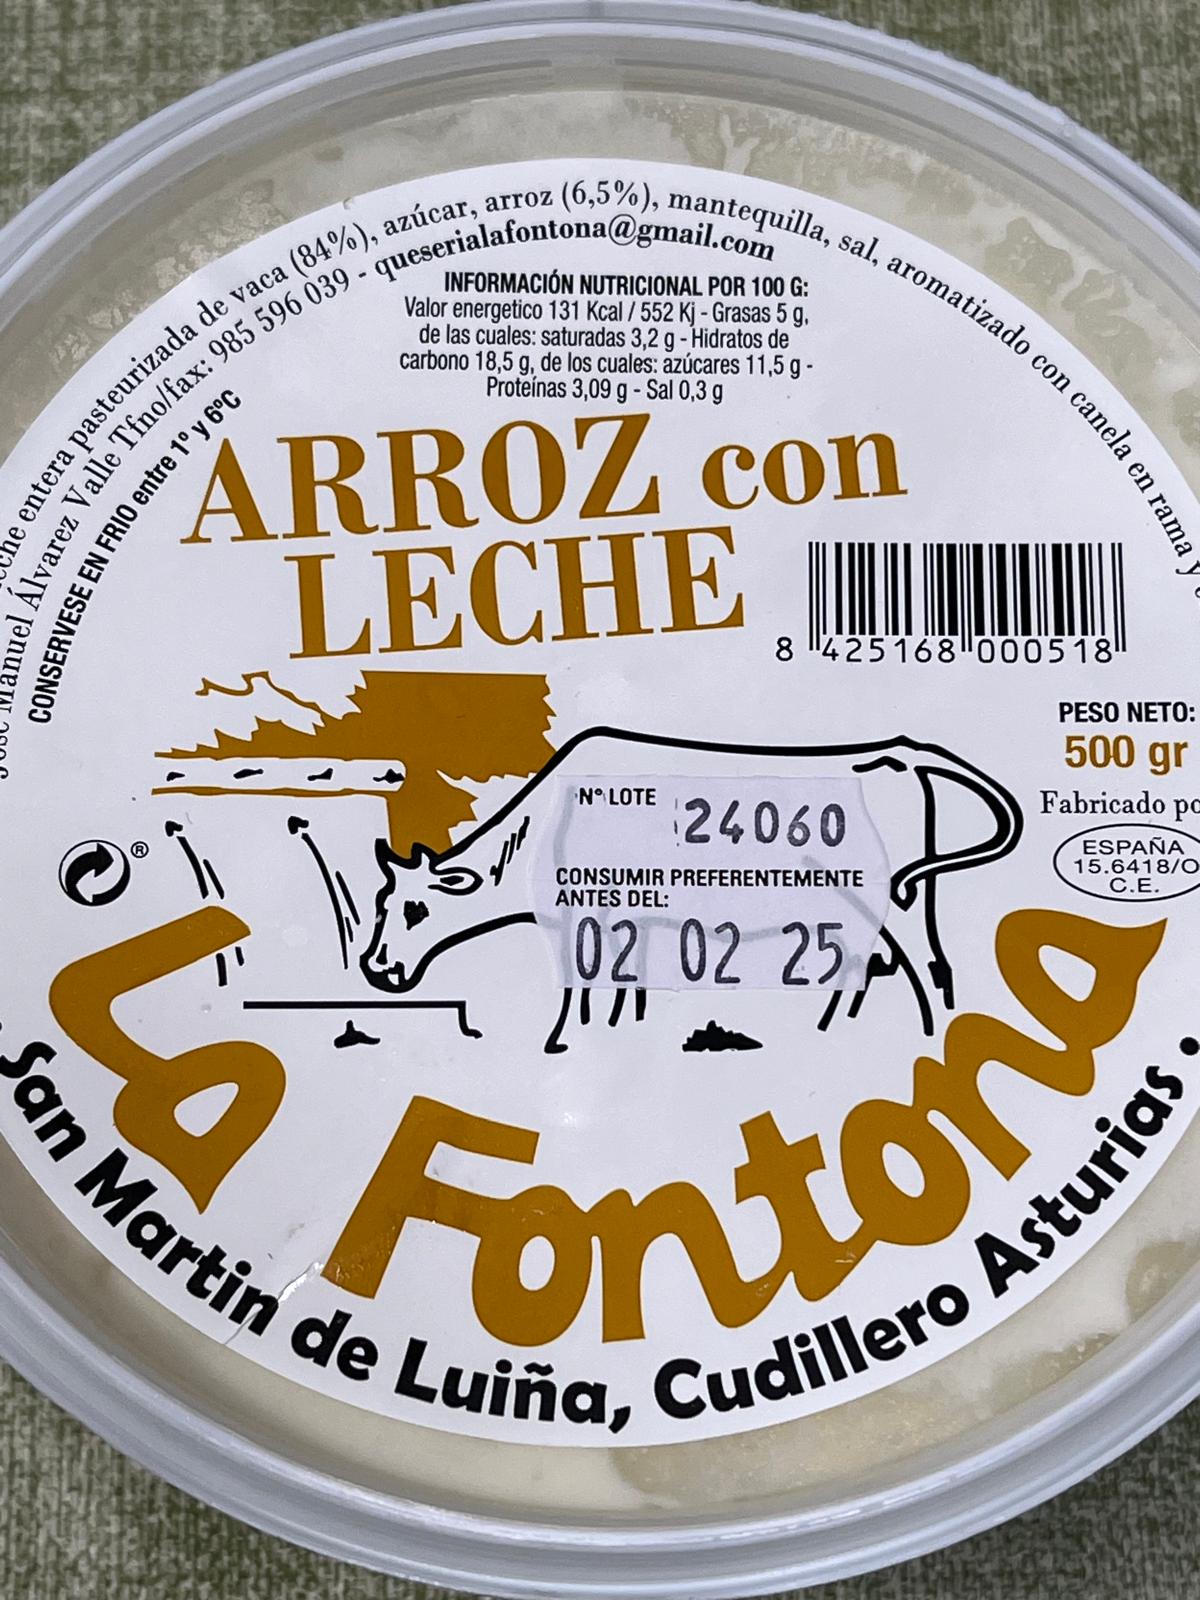 leche entera pasteurizada de vaca (84%), azúcar, arroz (6,5%), mantequilla, sal, aromatizado con canela en rama y
José Manuel Álvarez Valle Tfno/fax: 985 596 039 - queserialafontona@gmail.com
CONSERVESE EN FRIO entre 1º y 6ºC
INFORMACIÓN NUTRICIONAL POR 100 G:
Valor energetico 131 Kcal / 552 Kj - Grasas 5 g,
de las cuales: saturadas 3,2 g - Hidratos de
carbono 18,5 g, de los cuales: azúcares 11,5 g -
Proteínas 3,09 g - Sal 0,3 g
ARROZ con
LECHE
8 425168 000518
PESO NETO:
500 gr
Fabricado po
ESPAÑA
15.6418/O
C.E.
®
Nº LOTE 24060
CONSUMIR PREFERENTEMENTE
ANTES DEL:
02 02 25
La Fontona
· San Martin de Luiña, Cudillero Asturias ·